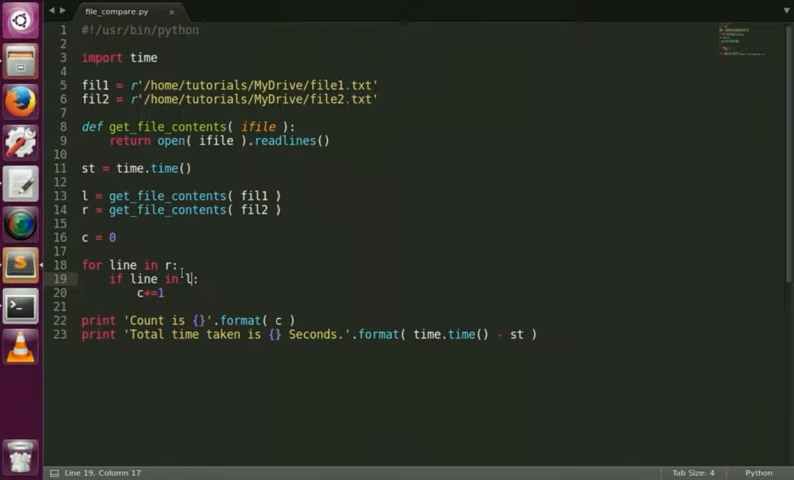 file_compare.py
1 #!/usr/bin/python
2
3 import time
4
5 fil1 = r'/home/tutorials/MyDrive/file1.txt'
6 fil2 = r'/home/tutorials/MyDrive/file2.txt'
7
8 def get_file_contents( ifile ):
9     return open( ifile ).readlines()
10
11 st = time.time()
12
13 l = get_file_contents( fil1 )
14 r = get_file_contents( fil2 )
15
16 c = 0
17
18 for line in r:
19     if line in l:
20         c+=1
21
22 print 'Count is {}'.format( c )
23 print 'Total time taken is {} Seconds.'.format( time.time() - st )
Line 19, Column 17 Tab Size: 4 Python